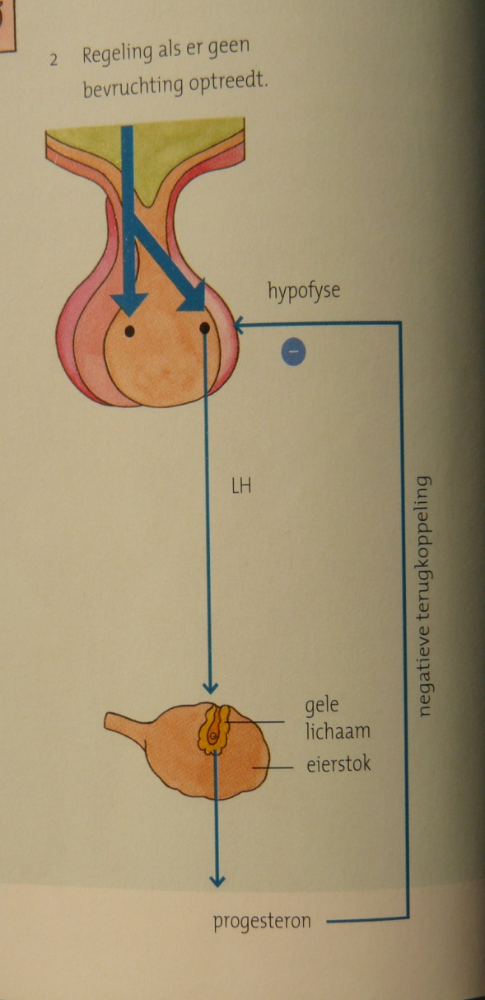 2 Regeling als er geen
bevruchting optreedt.
hypofyse
–
LH
negatieve terugkoppeling
gele
lichaam
eierstok
progesteron